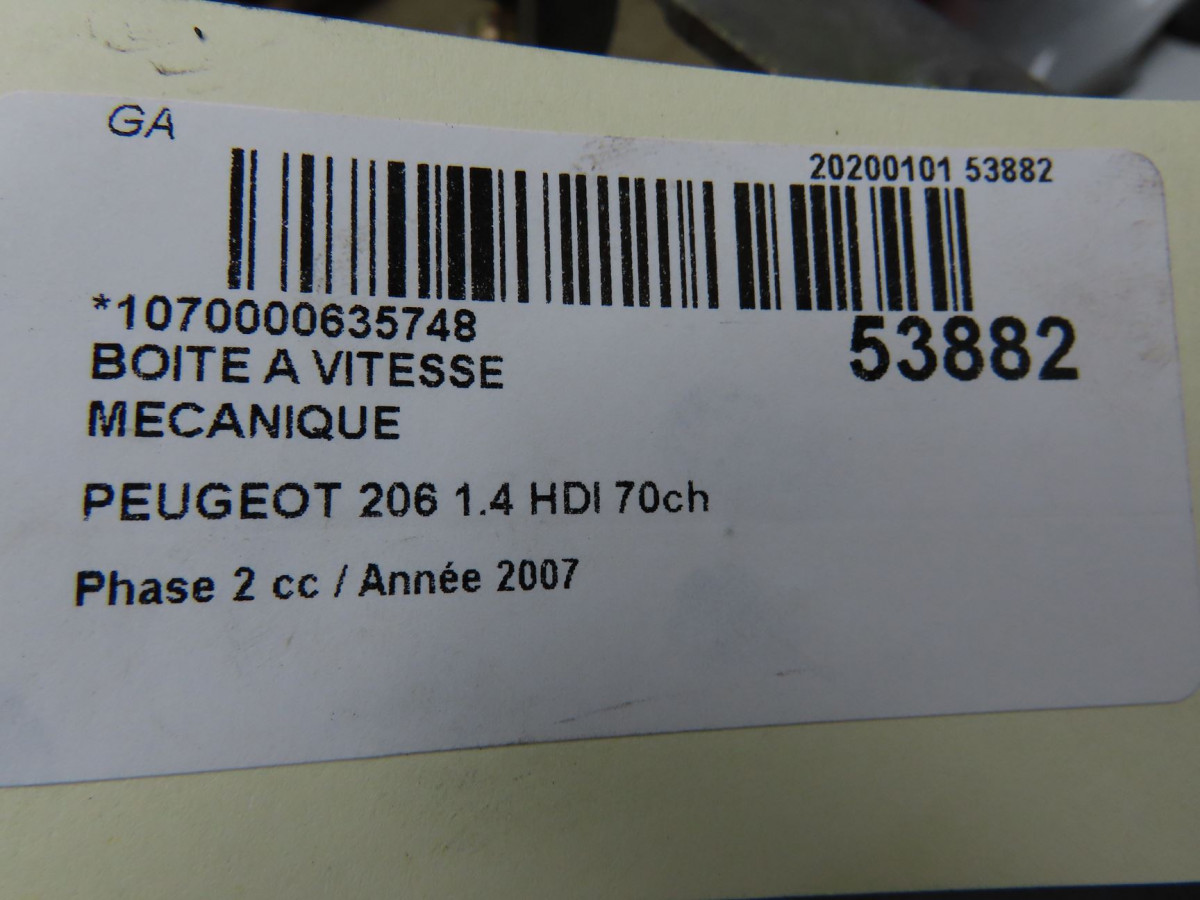 GA
20200101 53882
*1070000635748
53882
BOITE A VITESSE
MECANIQUE
PEUGEOT 206 1.4 HDI 70ch
Phase 2 cc / Année 2007